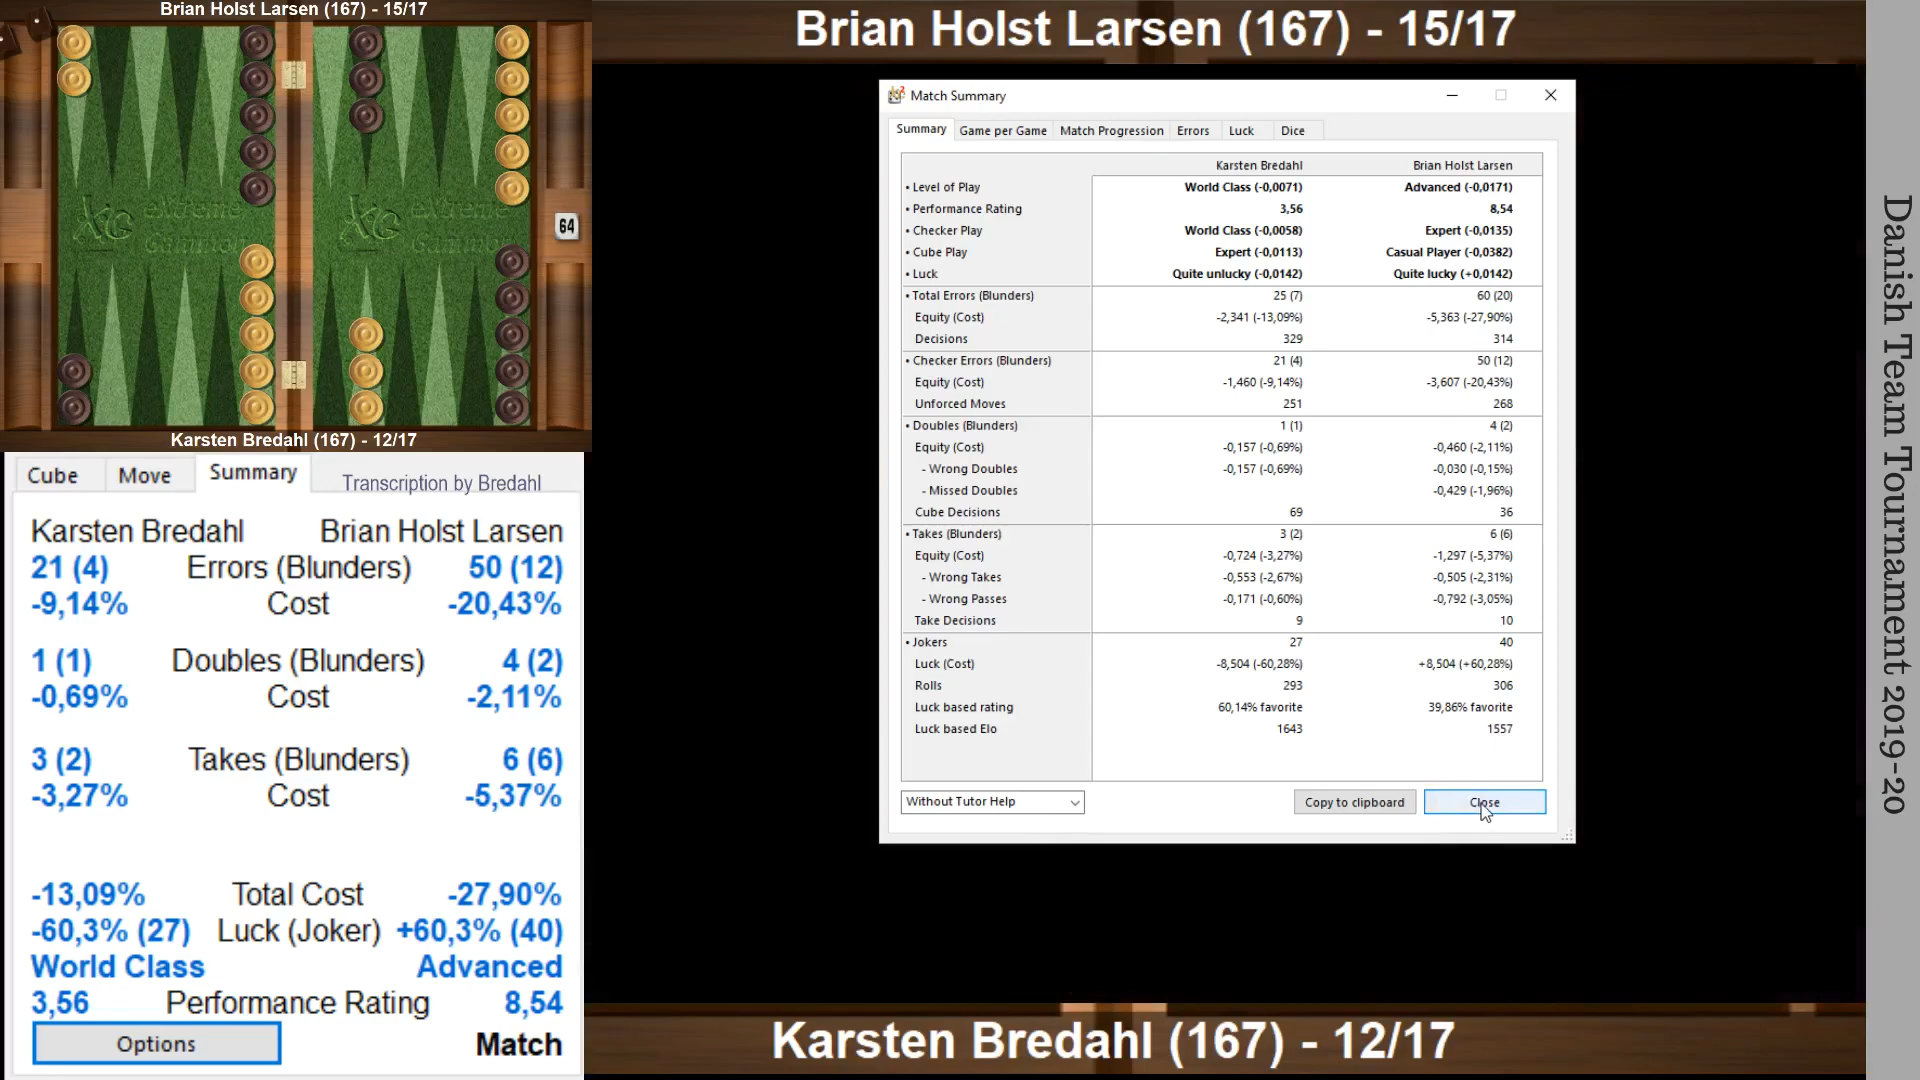 Brian Holst Larsen (167) - 15/17
eXtreme
Gammon
eXtreme
Gammon
64
Karsten Bredahl (167) - 12/17
Cube Move Summary Transcription by Bredahl
Karsten Bredahl Brian Holst Larsen
21 (4) Errors (Blunders) 50 (12)
-9,14% Cost -20,43%
1 (1) Doubles (Blunders) 4 (2)
-0,69% Cost -2,11%
3 (2) Takes (Blunders) 6 (6)
-3,27% Cost -5,37%
-13,09% Total Cost -27,90%
-60,3% (27) Luck (Joker) +60,3% (40)
World Class Advanced
3,56 Performance Rating 8,54
Options Match
Brian Holst Larsen (167) - 15/17
Match Summary
Summary Game per Game Match Progression Errors Luck Dice
Karsten Bredahl Brian Holst Larsen
• Level of Play World Class (-0,0071) Advanced (-0,0171)
• Performance Rating 3,56 8,54
• Checker Play World Class (-0,0058) Expert (-0,0135)
• Cube Play Expert (-0,0113) Casual Player (-0,0382)
• Luck Quite unlucky (-0,0142) Quite lucky (+0,0142)
• Total Errors (Blunders) 25 (7) 60 (20)
Equity (Cost) -2,341 (-13,09%) -5,363 (-27,90%)
Decisions 329 314
• Checker Errors (Blunders) 21 (4) 50 (12)
Equity (Cost) -1,460 (-9,14%) -3,607 (-20,43%)
Unforced Moves 251 268
• Doubles (Blunders) 1 (1) 4 (2)
Equity (Cost) -0,157 (-0,69%) -0,460 (-2,11%)
- Wrong Doubles -0,157 (-0,69%) -0,030 (-0,15%)
- Missed Doubles -0,429 (-1,96%)
Cube Decisions 69 36
• Takes (Blunders) 3 (2) 6 (6)
Equity (Cost) -0,724 (-3,27%) -1,297 (-5,37%)
- Wrong Takes -0,553 (-2,67%) -0,505 (-2,31%)
- Wrong Passes -0,171 (-0,60%) -0,792 (-3,05%)
Take Decisions 9 10
• Jokers 27 40
Luck (Cost) -8,504 (-60,28%) +8,504 (+60,28%)
Rolls 293 306
Luck based rating 60,14% favorite 39,86% favorite
Luck based Elo 1643 1557
Without Tutor Help Copy to clipboard Close
Karsten Bredahl (167) - 12/17
Danish Team Tournament 2019-20